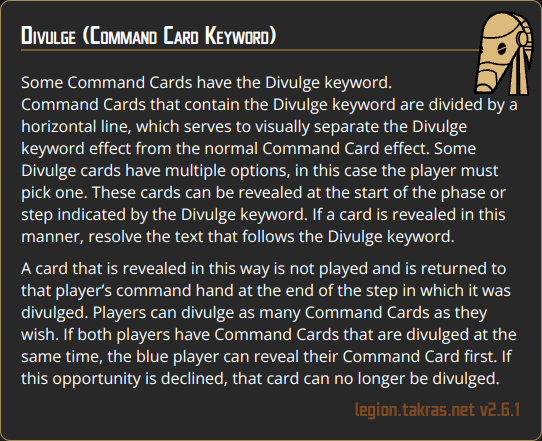 Divulge (Command Card Keyword)
Some Command Cards have the Divulge keyword.
Command Cards that contain the Divulge keyword are divided by a
horizontal line, which serves to visually separate the Divulge
keyword effect from the normal Command Card effect. Some
Divulge cards have multiple options, in this case the player must
pick one. These cards can be revealed at the start of the phase or
step indicated by the Divulge keyword. If a card is revealed in this
manner, resolve the text that follows the Divulge keyword.
A card that is revealed in this way is not played and is returned to
that player’s command hand at the end of the step in which it was
divulged. Players can divulge as many Command Cards as they
wish. If both players have Command Cards that are divulged at the
same time, the blue player can reveal their Command Card first. If
this opportunity is declined, that card can no longer be divulged.
legion.takras.net v2.6.1